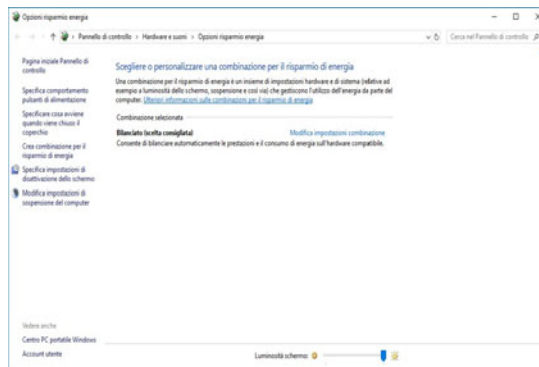 Opzioni risparmio energia
Pannello di controllo › Hardware e suoni › Opzioni risparmio energia
Cerca nel Pannello di controllo
Pagina iniziale Pannello di
controllo
Specifica comportamento
pulsanti di alimentazione
Specificare cosa avviene
quando viene chiuso il
coperchio
Crea combinazione per il
risparmio di energia
Specifica impostazioni di
disattivazione dello schermo
Modifica impostazioni di
sospensione del computer
Scegliere o personalizzare una combinazione per il risparmio di energia
Una combinazione per il risparmio di energia è un insieme di impostazioni hardware e di sistema (relative ad
esempio a luminosità dello schermo, sospensione e così via) che gestiscono l'utilizzo dell'energia da parte del
computer. Ulteriori informazioni sulle combinazioni per il risparmio di energia
Combinazione selezionata
Bilanciato (scelta consigliata)
Modifica impostazioni combinazione
Consente di bilanciare automaticamente le prestazioni e il consumo di energia sull'hardware compatibile.
Vedere anche
Centro PC portatile Windows
Account utente
Luminosità schermo: